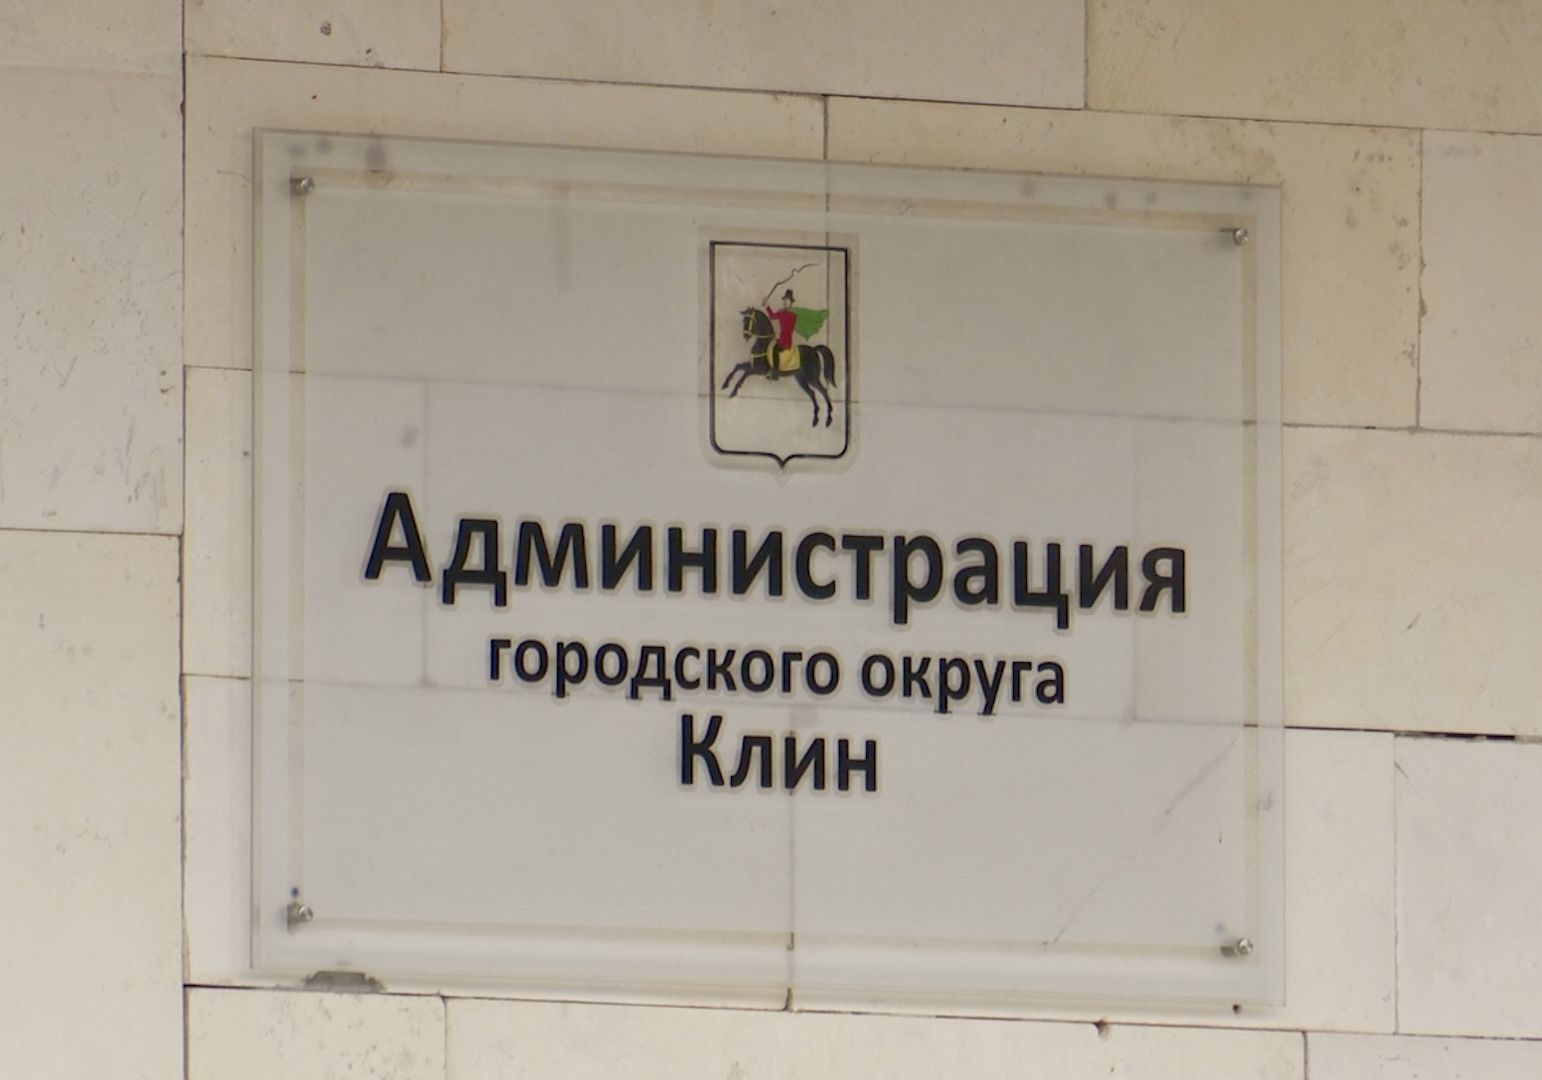 Администрация
городского округа
Клин